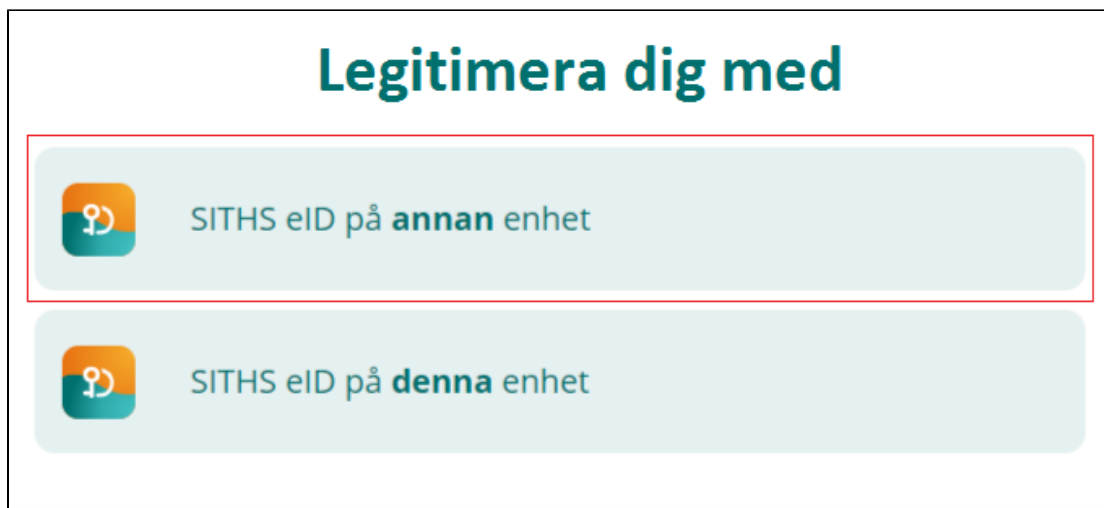 Legitimera dig med
SITHS eID på annan enhet
SITHS eID på denna enhet